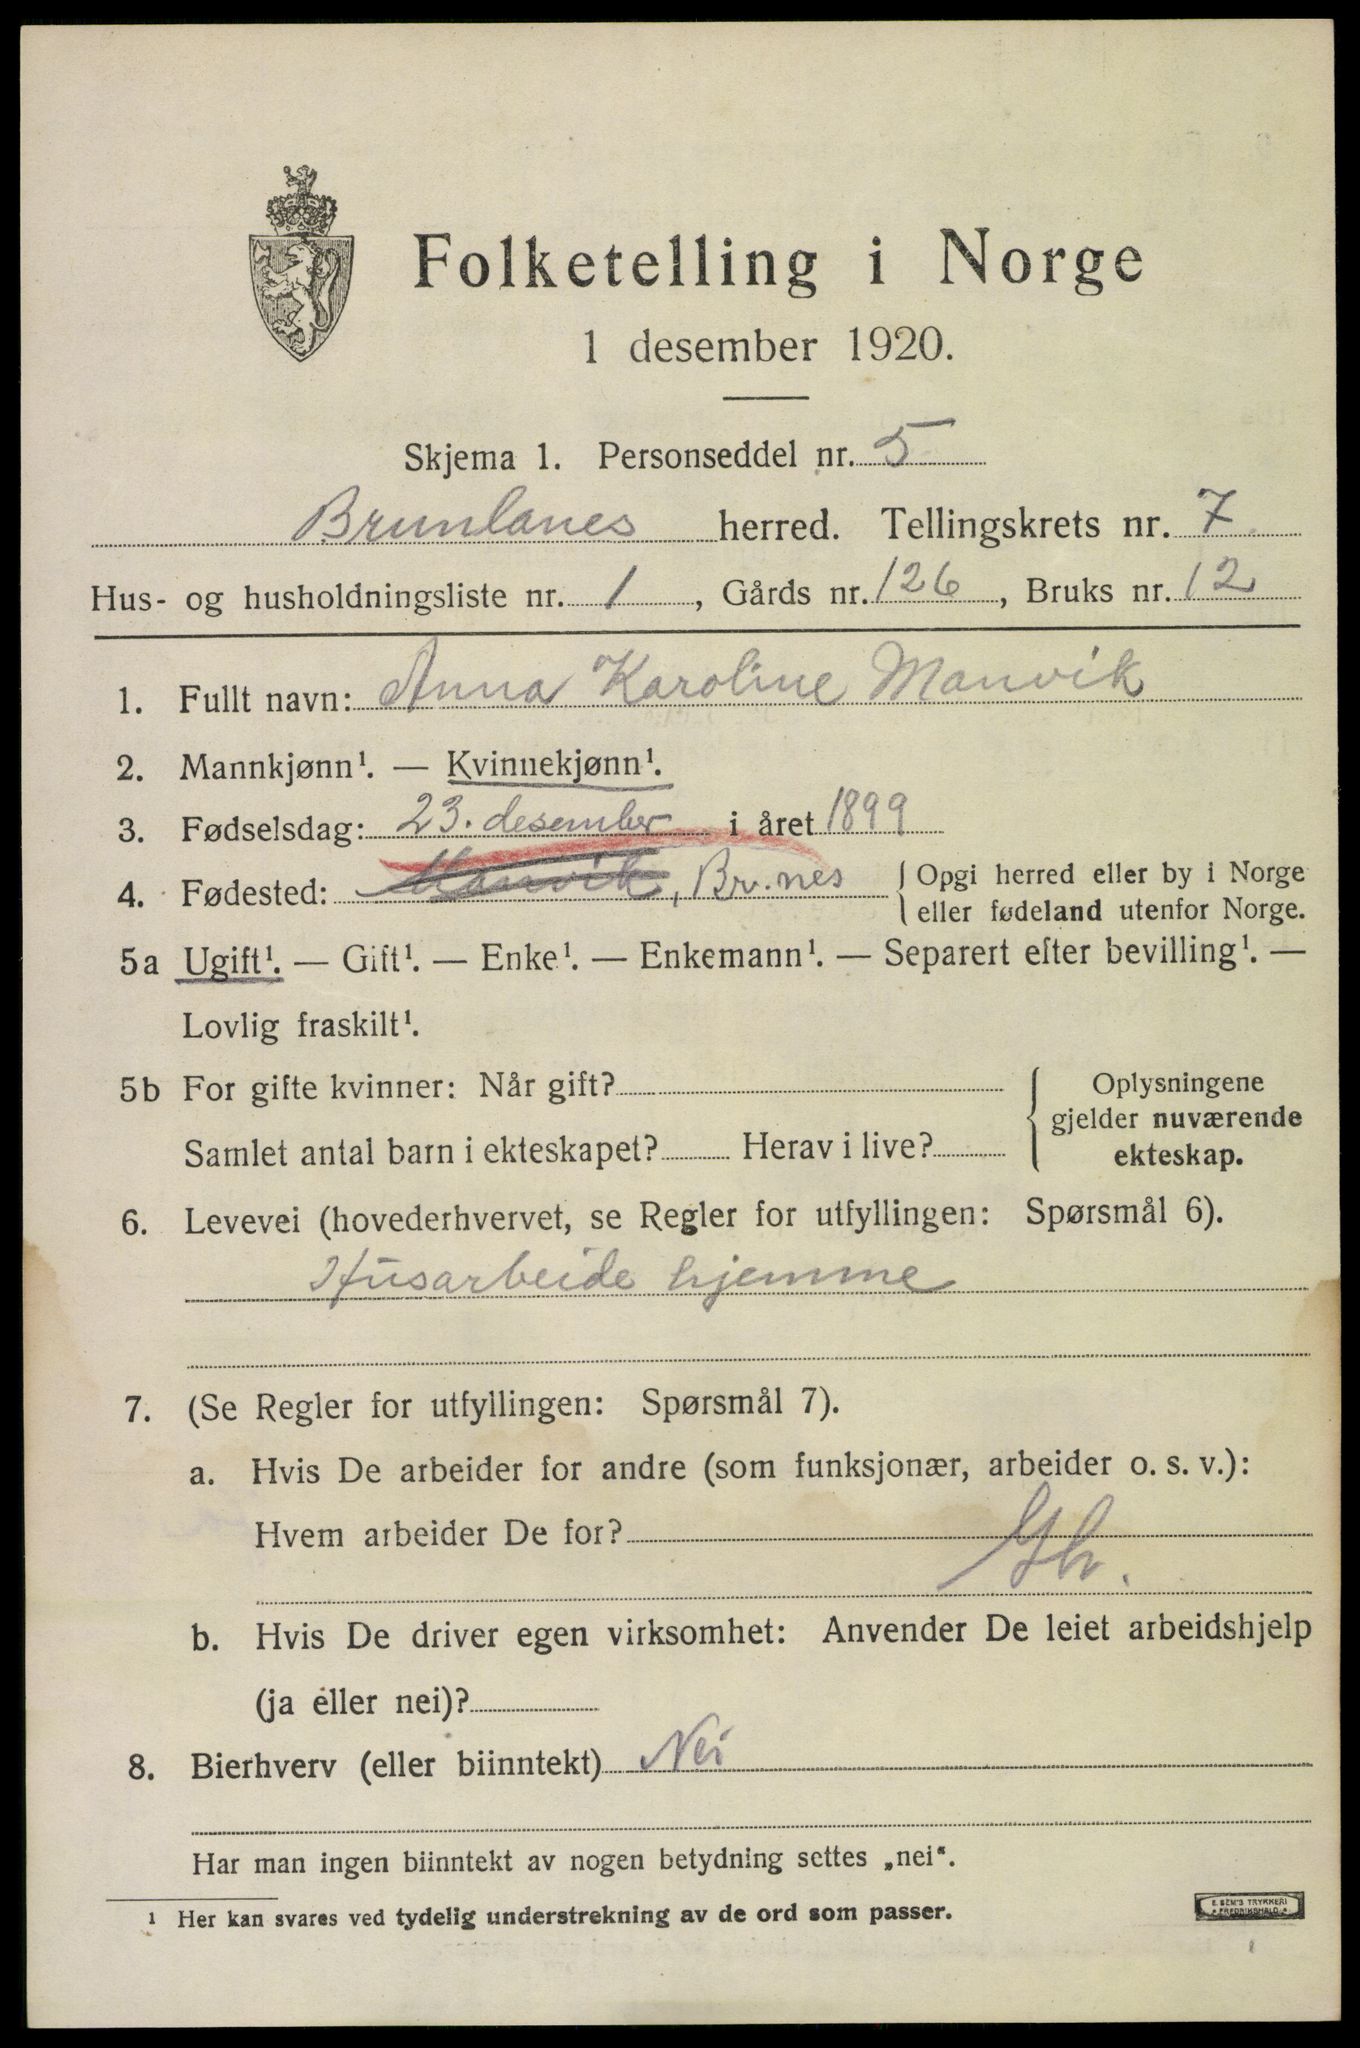 Folketelling i Norge
1 desember 1920.
Skjema 1. Personseddel nr. 5
Brunlanes herred. Tellingskrets nr. 7.
Hus- og husholdningsliste nr. 1, Gårds nr. 126, Bruks nr. 12
1. Fullt navn: Anna Karoline Manvik
2. Mannkjønn¹. — Kvinnekjønn¹.
3. Fødselsdag: 23. desember i året 1899
4. Fødested: Manvik, Br.nes Opgi herred eller by i Norge
eller fødeland utenfor Norge.
5a Ugift¹. — Gift¹. — Enke¹. — Enkemann¹. — Separert efter bevilling¹. —
Lovlig fraskilt¹.
5b For gifte kvinner: Når gift? Oplysningene
gjelder nuværende
Samlet antal barn i ekteskapet? Herav i live? ekteskap.
6. Levevei (hovederhvervet, se Regler for utfyllingen: Spørsmål 6).
Husarbeide hjemme
7. (Se Regler for utfyllingen: Spørsmål 7).
a. Hvis De arbeider for andre (som funksjonær, arbeider o. s. v.):
Hvem arbeider De for?
b. Hvis De driver egen virksomhet: Anvender De leiet arbeidshjelp
(ja eller nei)?
8. Bierhverv (eller biinntekt) Nei
Har man ingen biinntekt av nogen betydning settes „nei“.
¹ Her kan svares ved tydelig understrekning av de ord som passer.
E. SEM'S TRYKKERI
FREDRIKSHALD